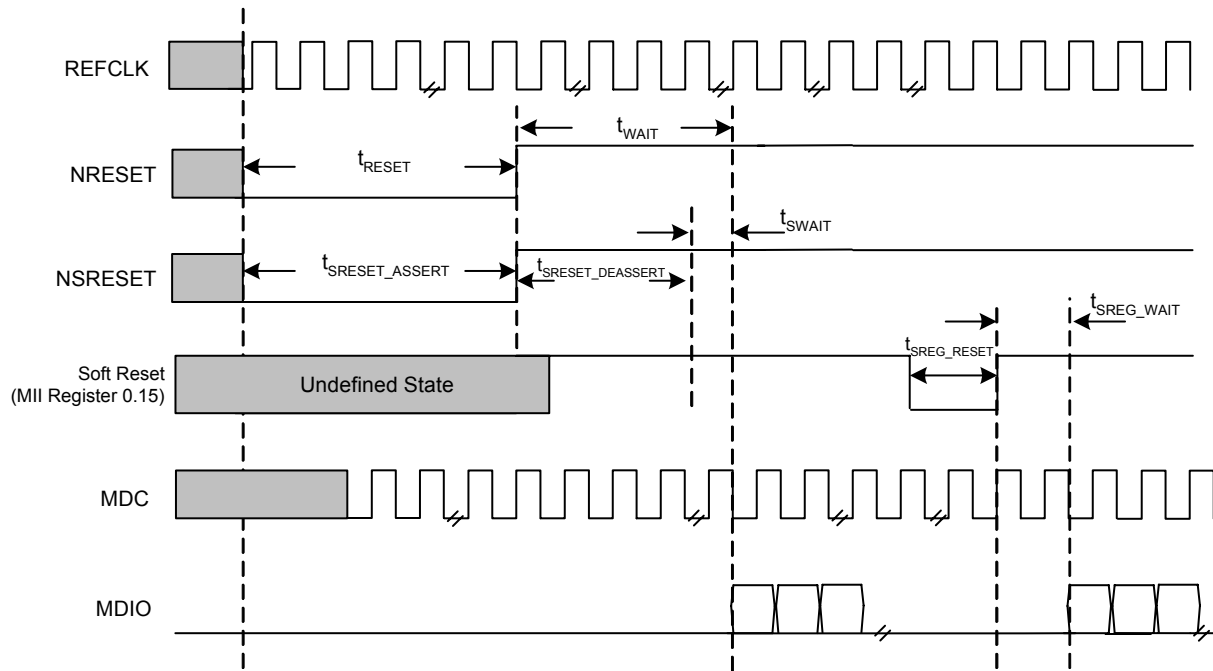 REFCLK
tWAIT
NRESET
tRESET
tSWAIT
NSRESET
tSRESET_ASSERT
tSRESET_DEASSERT
tSREG_WAIT
tSREG_RESET
Soft Reset
(MII Register 0.15)
Undefined State
MDC
MDIO